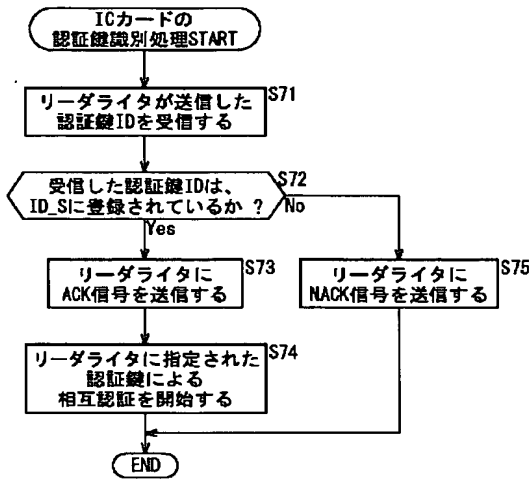 ICカードの
認証鍵識別処理START
リーダライタが送信した
認証鍵IDを受信する
S71
受信した認証鍵IDは、
ID_Sに登録されているか ?
S72
No
Yes
リーダライタに
ACK信号を送信する
S73
リーダライタに
NACK信号を送信する
S75
リーダライタに指定された
認証鍵による
相互認証を開始する
S74
END